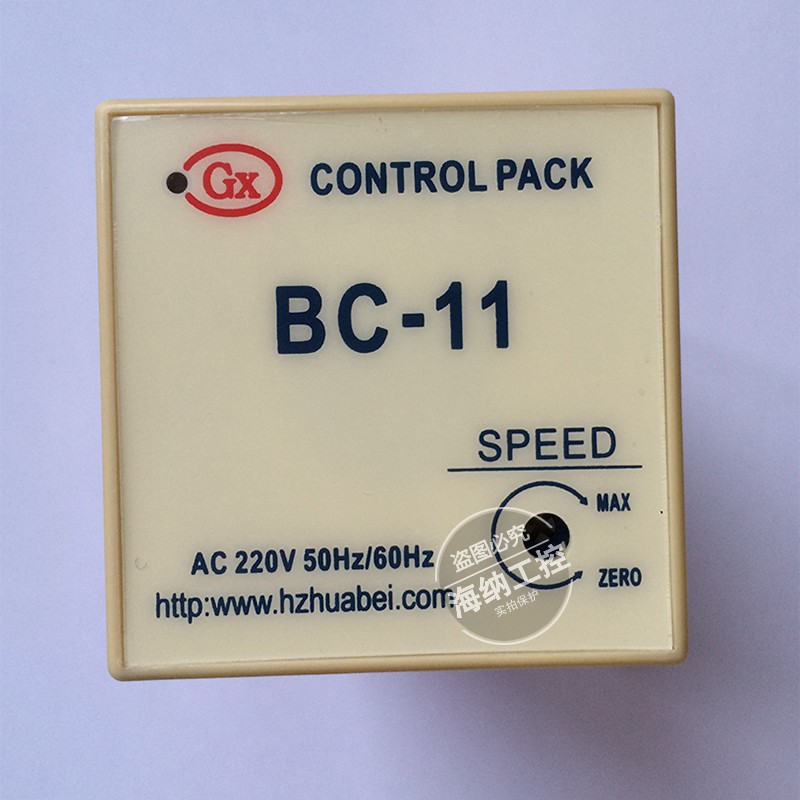 Gx CONTROL PACK
BC-11
SPEED
MAX
AC 220V 50Hz/60Hz
ZERO
http:www.hzhuabei.com
盗图必究
海纳工控
实拍保护